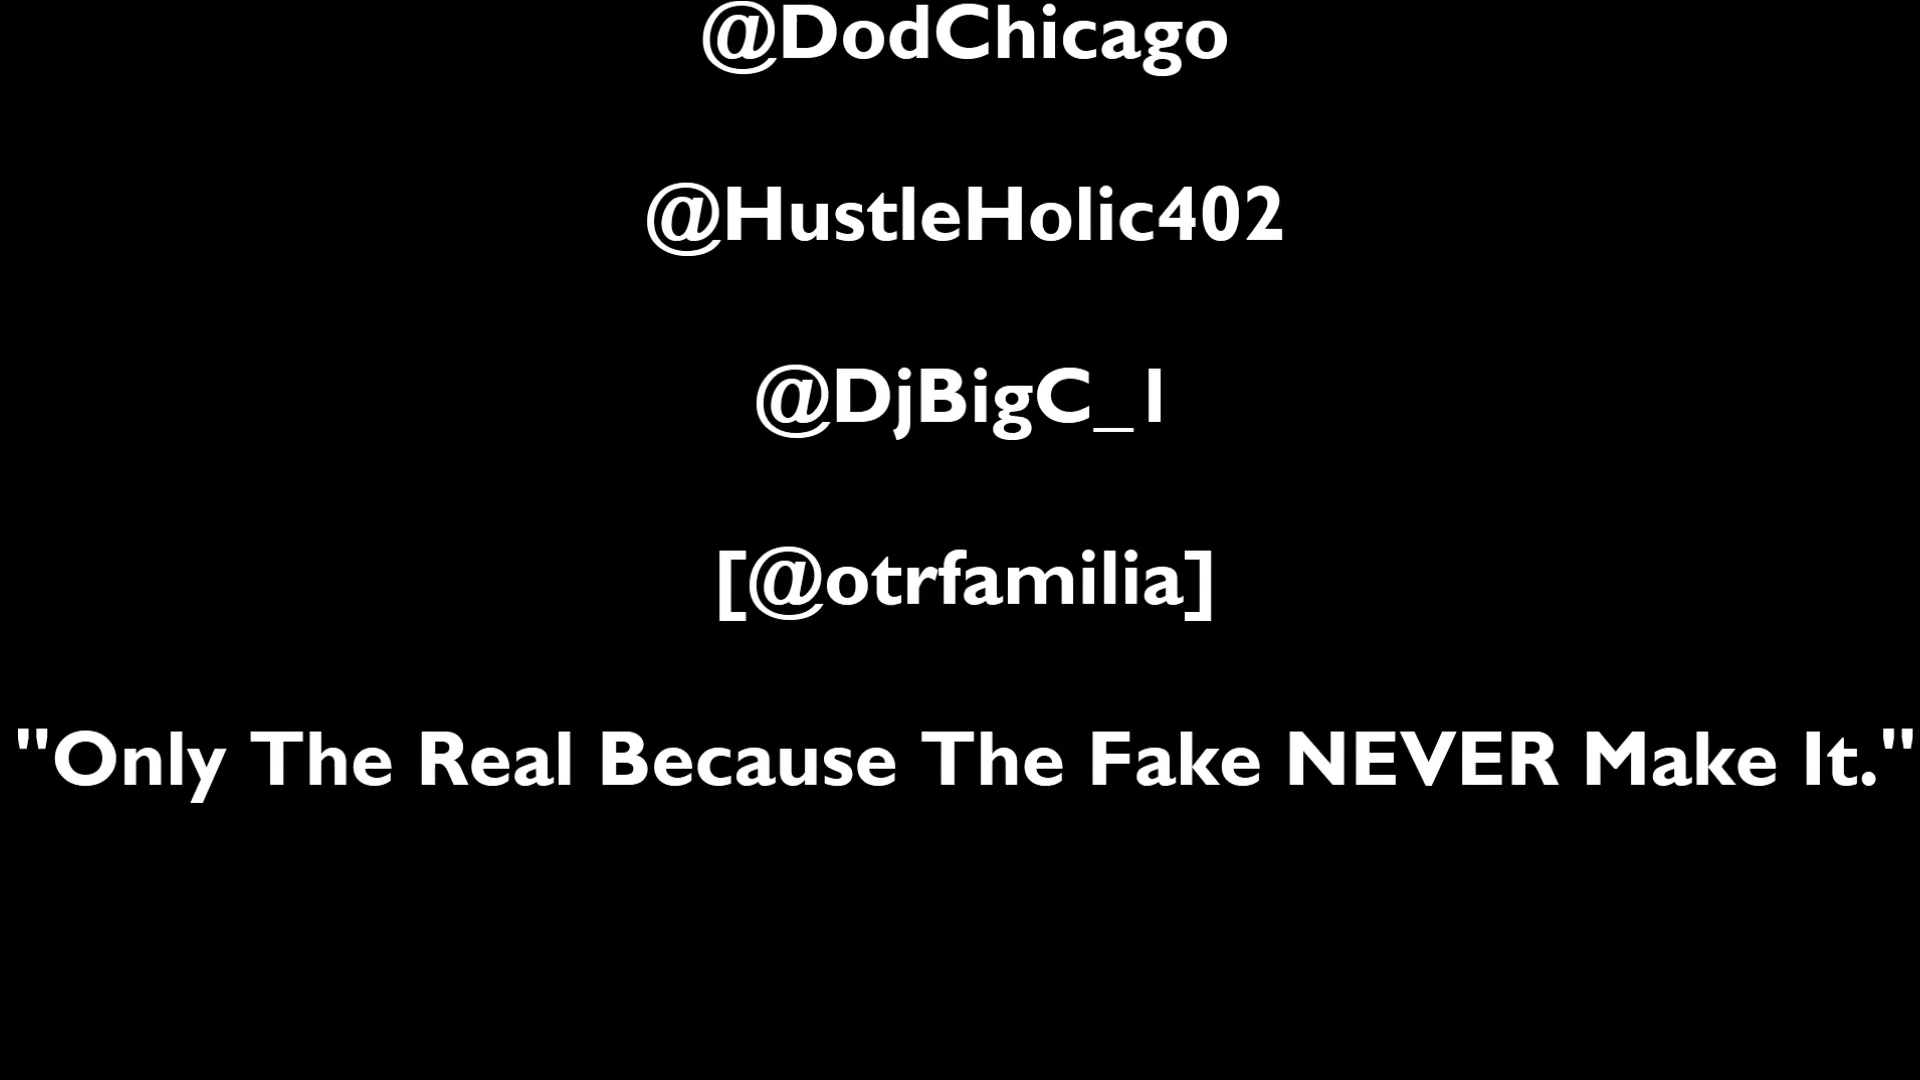 @DodChicago
@HustleHolic402
@DjBigC_1
[@otrfamilia]
"Only The Real Because The Fake NEVER Make It."